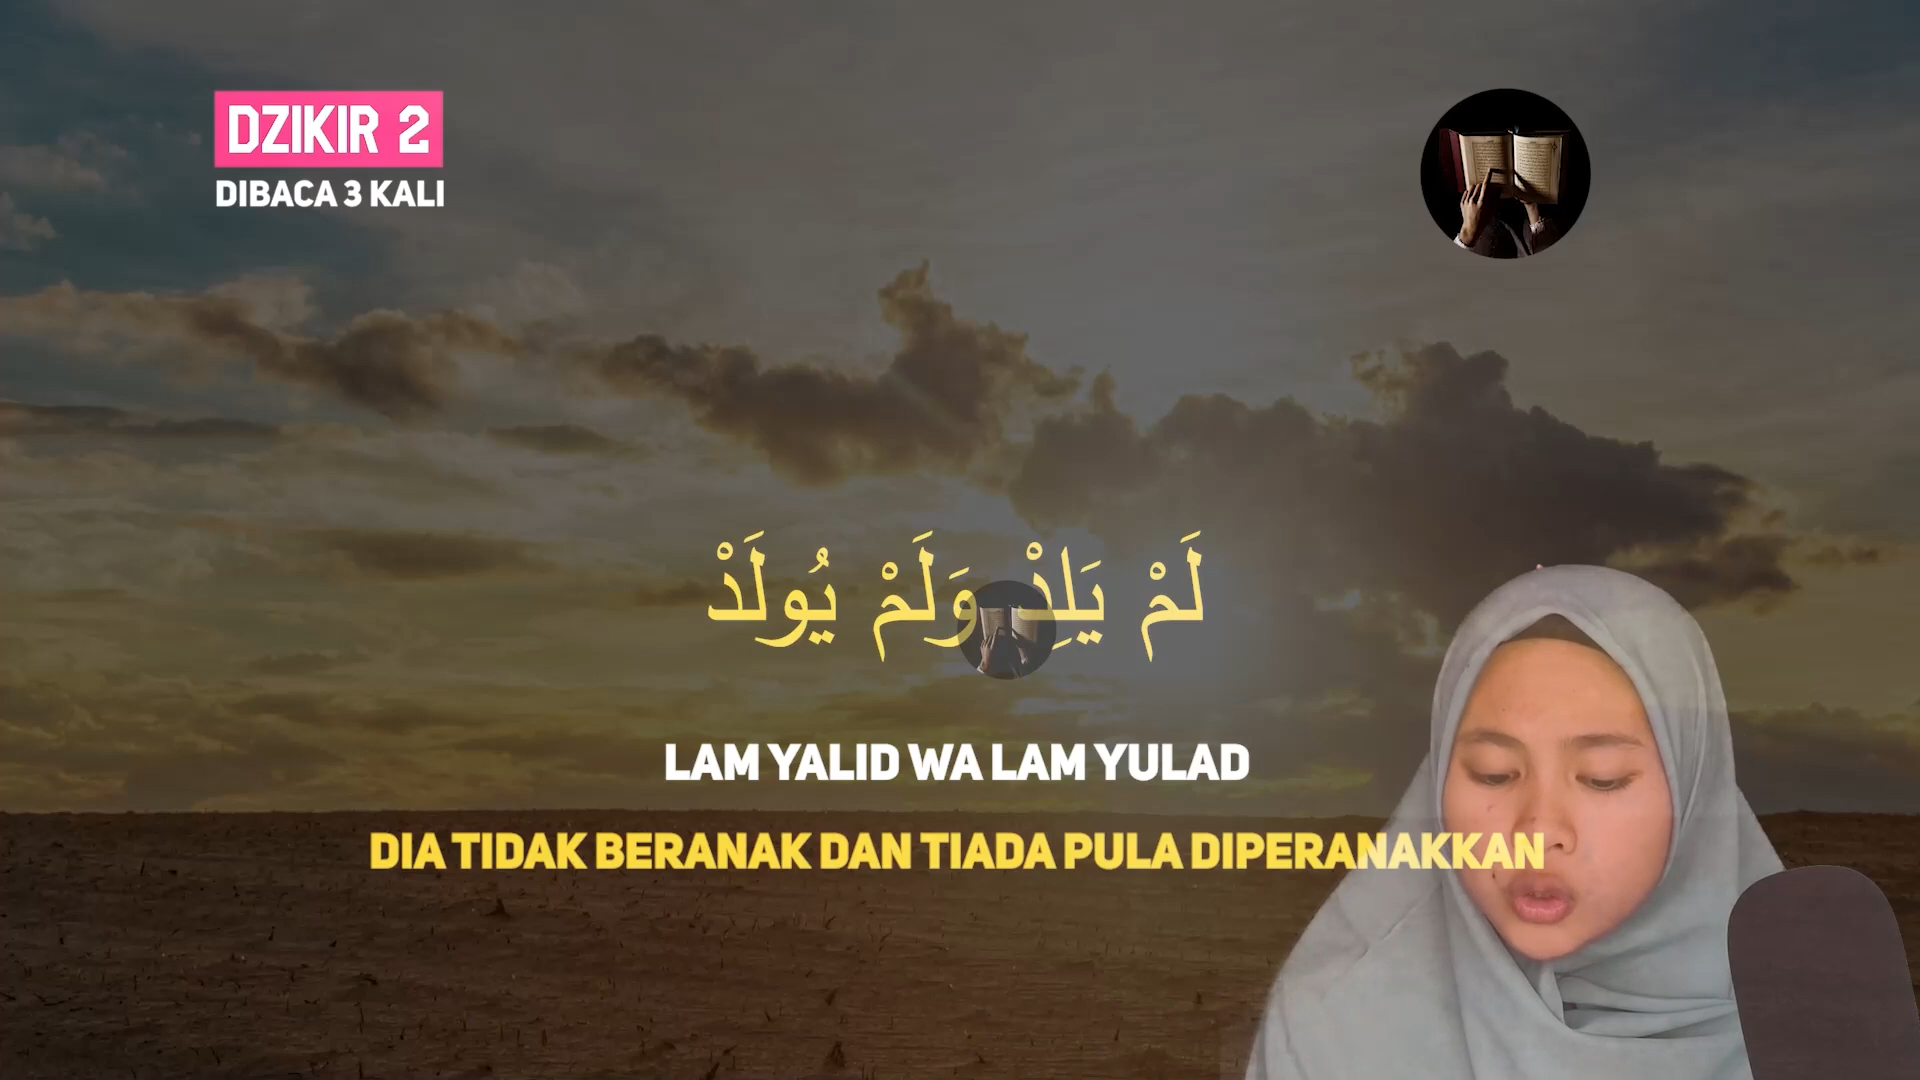 DZIKIR 2
DIBACA 3 KALI
لَمْ يَلِدْ وَلَمْ يُولَدْ
LAM YALID WA LAM YULAD
DIA TIDAK BERANAK DAN TIADA PULA DIPERANAKKAN